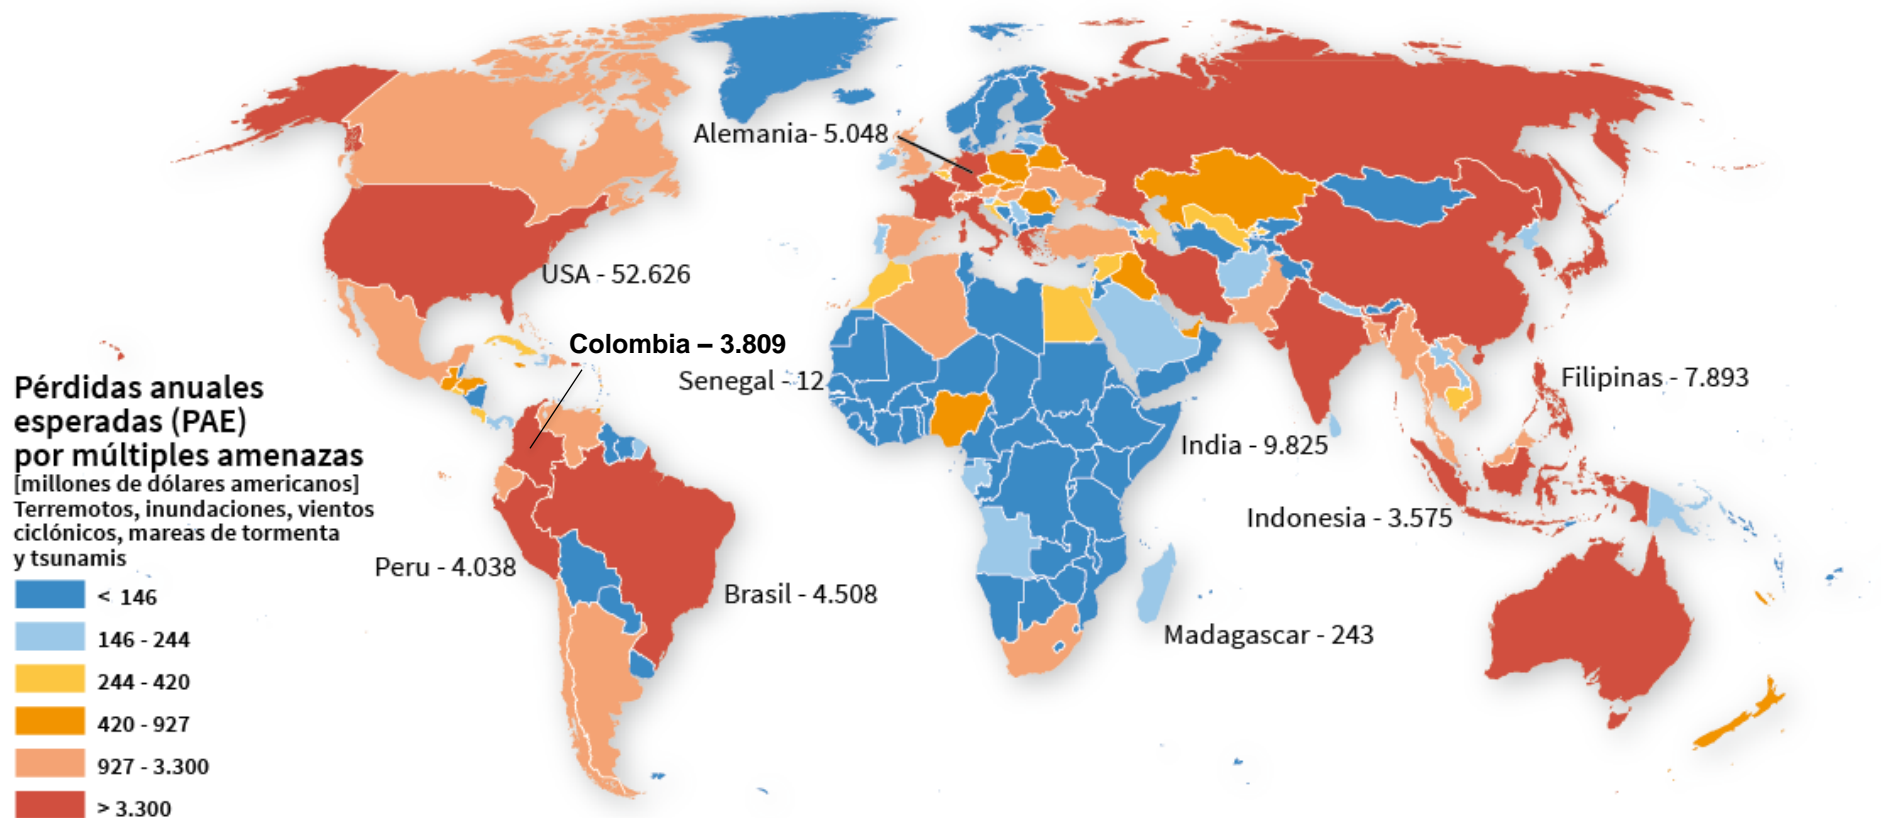 Alemania- 5.048
USA - 52.626
Colombia – 3.809
Senegal - 12
Filipinas - 7.893
India - 9.825
Indonesia - 3.575
Peru - 4.038
Brasil - 4.508
Madagascar - 243
Pérdidas anuales
esperadas (PAE)
por múltiples amenazas
[millones de dólares americanos]
Terremotos, inundaciones, vientos
ciclónicos, mareas de tormenta
y tsunamis
< 146
146 - 244
244 - 420
420 - 927
927 - 3.300
> 3.300